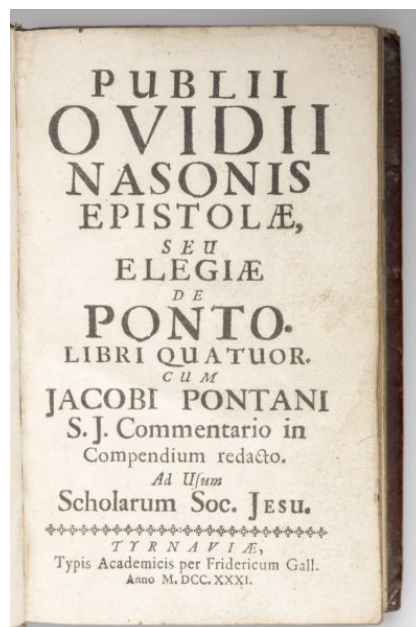 PUBLII
OVIDII
NASONIS
EPISTOLÆ,
SEU
ELEGIÆ
DE
PONTO.
LIBRI QUATUOR.
CUM
JACOBI PONTANI
S. J. Commentario in
Compendium redacto.
Ad Uſum
Scholarum Soc. JESU.
TYRNAVIÆ,
Typis Academicis per Fridericum Gall.
Anno M. DCC. XXXI.